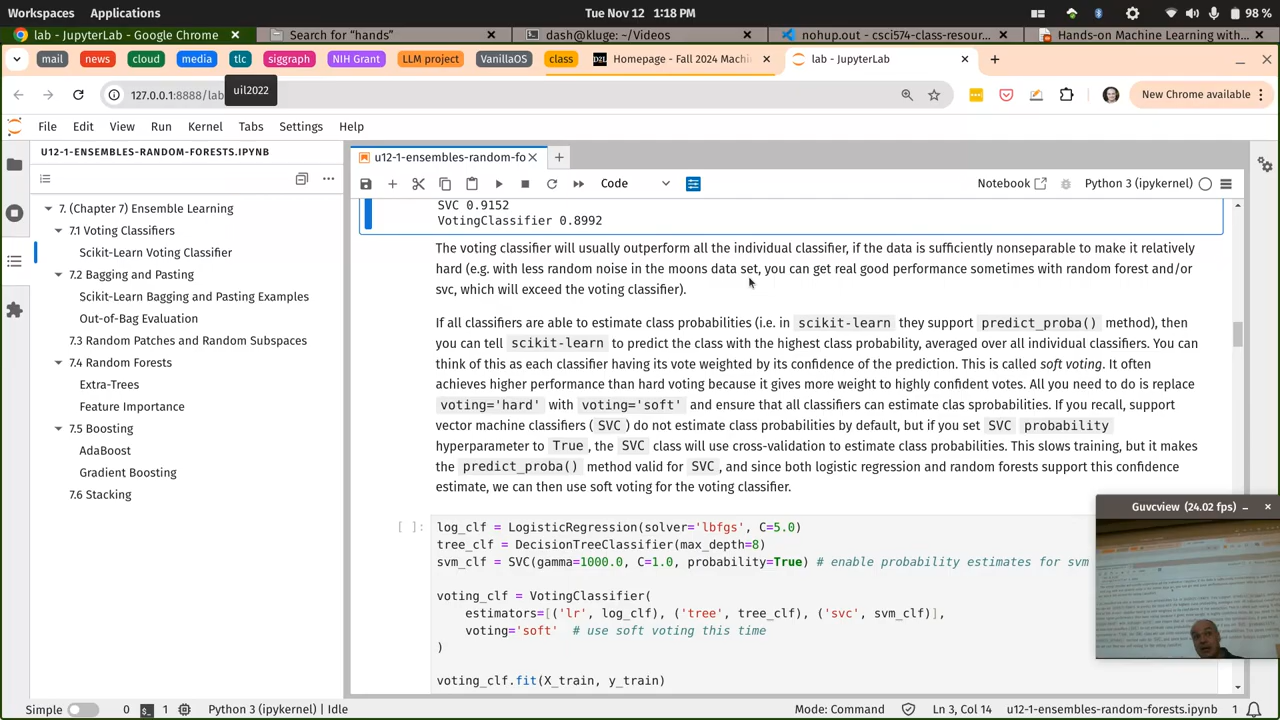 Workspaces Applications Tue Nov 12 1:18 PM 98 %
lab - JupyterLab - Google Chrome Search for “hands” dash@kluge: ~/Videos nohup.out - csci574-class-resour... Hands-on Machine Learning with...
mail news cloud media tlc siggraph NIH Grant LLM project VanillaOS class D2L Homepage - Fall 2024 Machi lab - JupyterLab
127.0.0.1:8888/lab New Chrome available
uil2022
File Edit View Run Kernel Tabs Settings Help
U12-1-ENSEMBLES-RANDOM-FORESTS.IPYNB
u12-1-ensembles-random-fo
Code Notebook Python 3 (ipykernel)
7. (Chapter 7) Ensemble Learning
7.1 Voting Classifiers
Scikit-Learn Voting Classifier
7.2 Bagging and Pasting
Scikit-Learn Bagging and Pasting Examples
Out-of-Bag Evaluation
7.3 Random Patches and Random Subspaces
7.4 Random Forests
Extra-Trees
Feature Importance
7.5 Boosting
AdaBoost
Gradient Boosting
7.6 Stacking
SVC 0.9152
VotingClassifier 0.8992
The voting classifier will usually outperform all the individual classifier, if the data is sufficiently nonseparable to make it relatively
hard (e.g. with less random noise in the moons data set, you can get real good performance sometimes with random forest and/or
svc, which will exceed the voting classifier).
If all classifiers are able to estimate class probabilities (i.e. in scikit-learn they support predict_proba() method), then
you can tell scikit-learn to predict the class with the highest class probability, averaged over all individual classifiers. You can
think of this as each classifier having its vote weighted by its confidence of the prediction. This is called soft voting. It often
achieves higher performance than hard voting because it gives more weight to highly confident votes. All you need to do is replace
voting='hard' with voting='soft' and ensure that all classifiers can estimate clas sprobabilities. If you recall, support
vector machine classifiers ( SVC ) do not estimate class probabilities by default, but if you set SVC probability
hyperparameter to True , the SVC class will use cross-validation to estimate class probabilities. This slows training, but it makes
the predict_proba() method valid for SVC , and since both logistic regression and random forests support this confidence
estimate, we can then use soft voting for the voting classifier.
[ ]: log_clf = LogisticRegression(solver='lbfgs', C=5.0)
tree_clf = DecisionTreeClassifier(max_depth=8)
svm_clf = SVC(gamma=1000.0, C=1.0, probability=True) # enable probability estimates for svm
voting_clf = VotingClassifier(
estimators=[('lr', log_clf), ('tree', tree_clf), ('svc', svm_clf)],
voting='soft' # use soft voting this time
)
voting_clf.fit(X_train, y_train)
Guvcview (24.02 fps)
Simple 0 1 Python 3 (ipykernel) | Idle Mode: Command Ln 3, Col 14 u12-1-ensembles-random-forests.ipynb 1